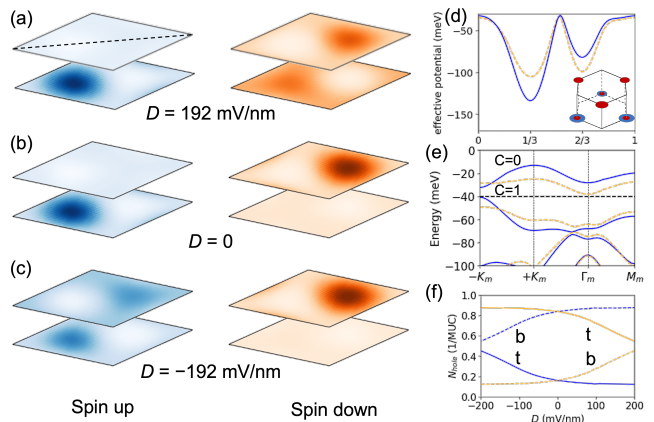 (a)
D = 192 mV/nm
(b)
D = 0
(c)
D = −192 mV/nm
Spin up
Spin down
(d)
effective potential (meV)
−50
−100
−150
0
1/3
2/3
1
(e)
Energy (meV)
0
−20
−40
−60
−80
−100
C=0
C=1
−Km
+Km
Γm
Mm
(f)
Nhole (1/MUC)
1.0
0.8
0.6
0.4
0.2
0.0
b
t
t
b
−200
−100
0
100
200
D (mV/nm)